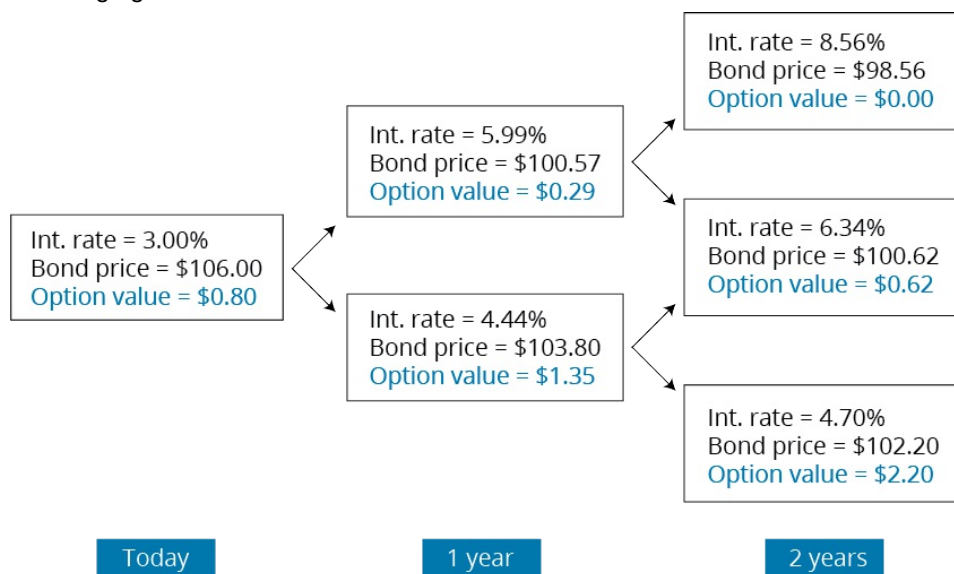 Int. rate = 3.00%
Bond price = $106.00
Option value = $0.80
Int. rate = 5.99%
Bond price = $100.57
Option value = $0.29
Int. rate = 4.44%
Bond price = $103.80
Option value = $1.35
Int. rate = 8.56%
Bond price = $98.56
Option value = $0.00
Int. rate = 6.34%
Bond price = $100.62
Option value = $0.62
Int. rate = 4.70%
Bond price = $102.20
Option value = $2.20
Today
1 year
2 years